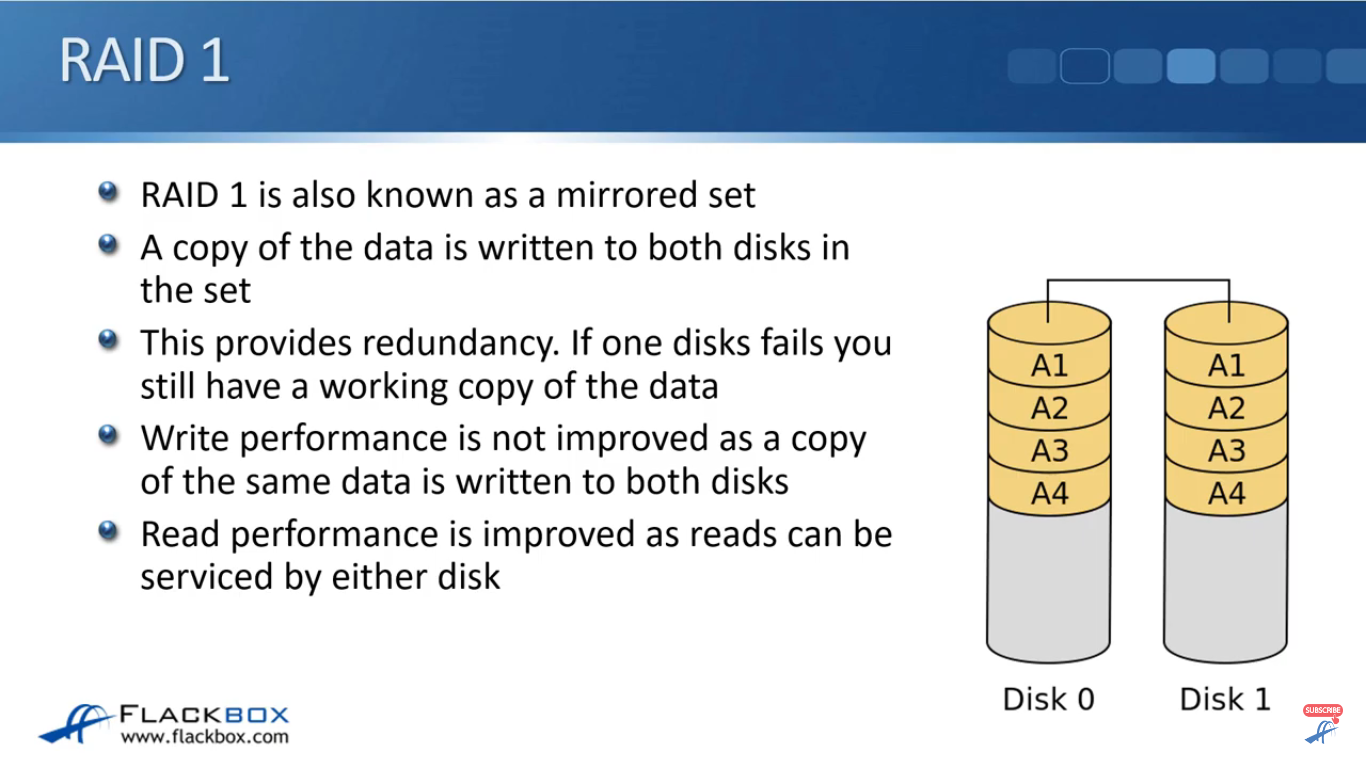 RAID 1
RAID 1 is also known as a mirrored set
A copy of the data is written to both disks in
the set
This provides redundancy. If one disks fails you
still have a working copy of the data
Write performance is not improved as a copy
of the same data is written to both disks
Read performance is improved as reads can be
serviced by either disk
A1
A2
A3
A4
Disk 0
A1
A2
A3
A4
Disk 1
FLACKBOX
www.flackbox.com
SUBSCRIBE